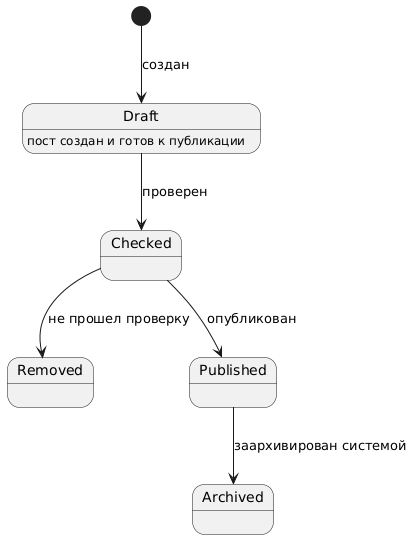 создан
Draft
пост создан и готов к публикации
проверен
Checked
не прошел проверку
опубликован
Removed
Published
заархивирован системой
Archived